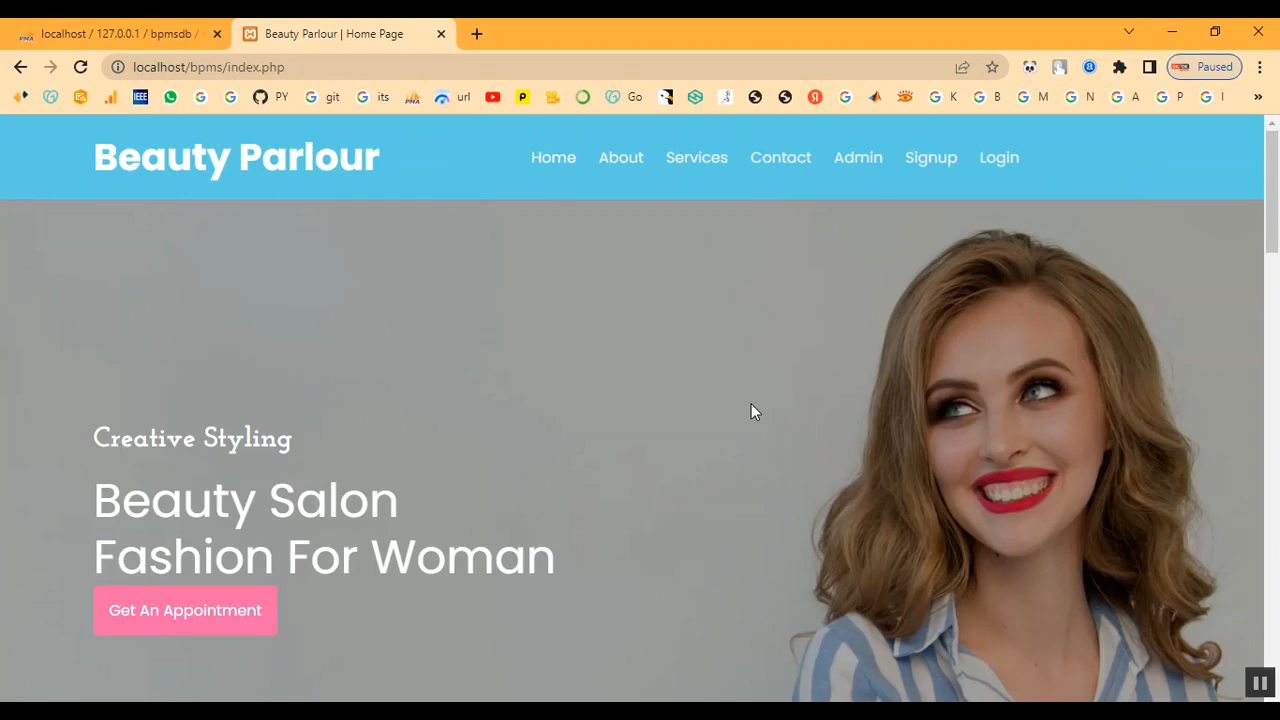 localhost / 127.0.0.1 / bpmsdb /
Beauty Parlour | Home Page
localhost/bpms/index.php
Paused
IEEE PY git its PMA url Go K B M N A P I »
Beauty Parlour
Home About Services Contact Admin Signup Login
Creative Styling
Beauty Salon
Fashion For Woman
Get An Appointment